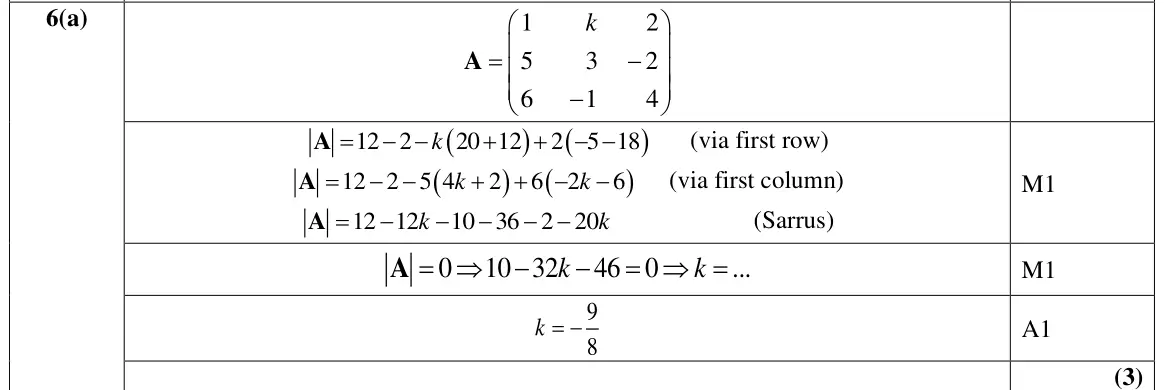 6(a)
A = ( 1 k 2
5 3 −2
6 −1 4 )
|A| = 12 − 2 − k(20 + 12) + 2(−5 − 18) (via first row)
|A| = 12 − 2 − 5(4k + 2) + 6(−2k − 6) (via first column)
|A| = 12 − 12k − 10 − 36 − 2 − 20k (Sarrus)
M1
|A| = 0 ⇒ 10 − 32k − 46 = 0 ⇒ k = ... M1
k = −9/8 A1
(3)